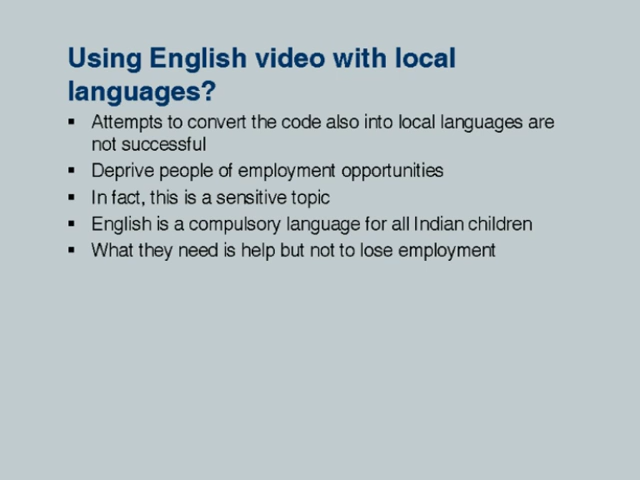 Using English video with local
languages?
▪ Attempts to convert the code also into local languages are
not successful
▪ Deprive people of employment opportunities
▪ In fact, this is a sensitive topic
▪ English is a compulsory language for all Indian children
▪ What they need is help but not to lose employment